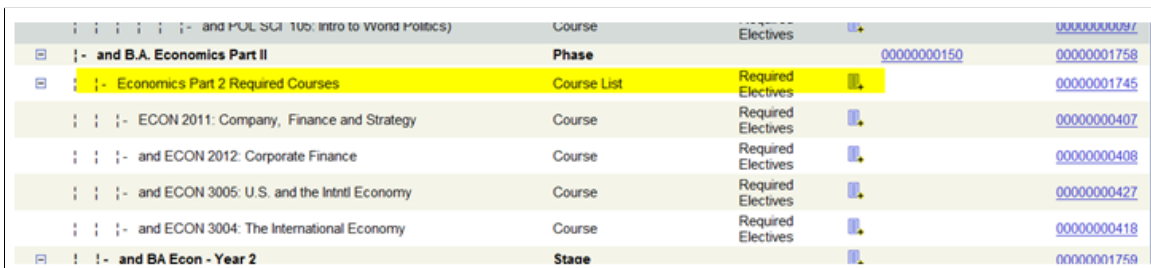 ¦ ¦ ¦ ¦ ¦ ¦- and POL SCI 105: Intro to World Politics) Course Required Electives 00000000097
¦- and B.A. Economics Part II Phase 00000000150 00000001758
¦ ¦- Economics Part 2 Required Courses Course List Required Electives 00000001745
¦ ¦ ¦- ECON 2011: Company, Finance and Strategy Course Required Electives 00000000407
¦ ¦ ¦- and ECON 2012: Corporate Finance Course Required Electives 00000000408
¦ ¦ ¦- and ECON 3005: U.S. and the Intntl Economy Course Required Electives 00000000427
¦ ¦ ¦- and ECON 3004: The International Economy Course Required Electives 00000000418
¦ ¦- and BA Econ - Year 2 Stage 00000001759